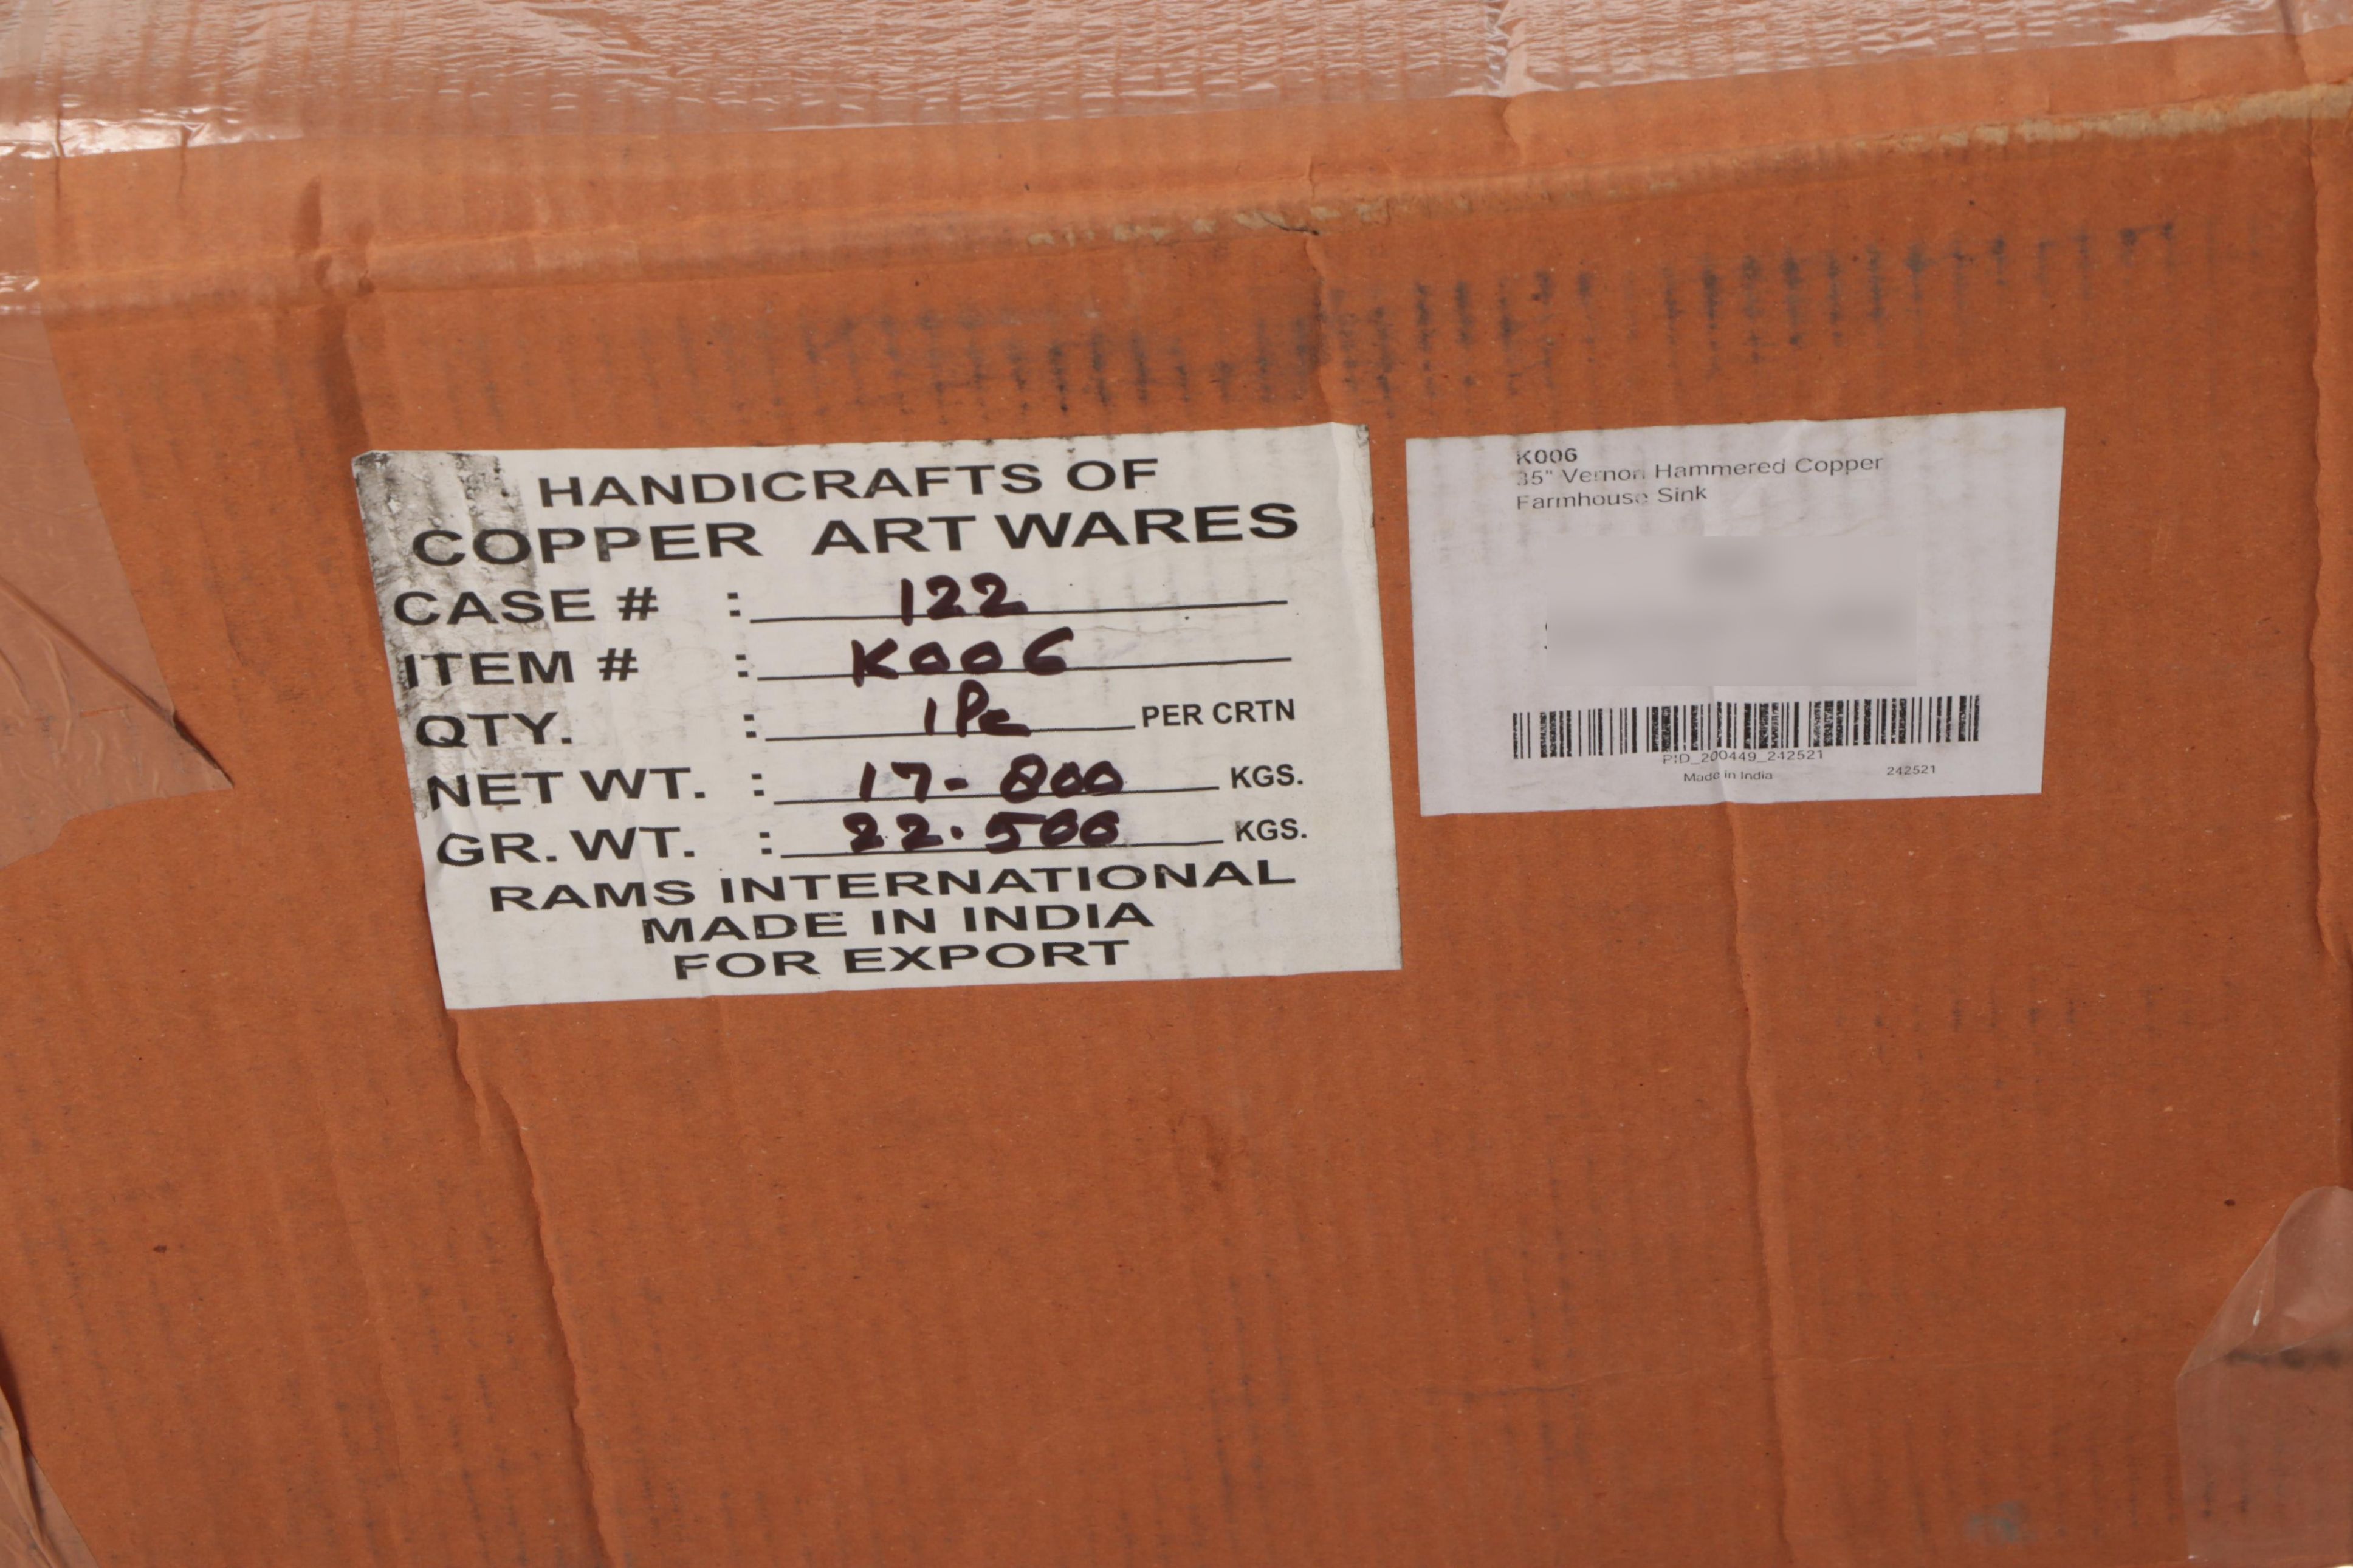 HANDICRAFTS OF
COPPER ART WARES
CASE # : 122
ITEM # : K006
QTY. : 1Pc PER CRTN
NET WT. : 17-800 KGS.
GR. WT. : 22.500 KGS.
RAMS INTERNATIONAL
MADE IN INDIA
FOR EXPORT
K006
35" Vernon Hammered Copper
Farmhouse Sink
PID_200449_242521
Made in India 242521